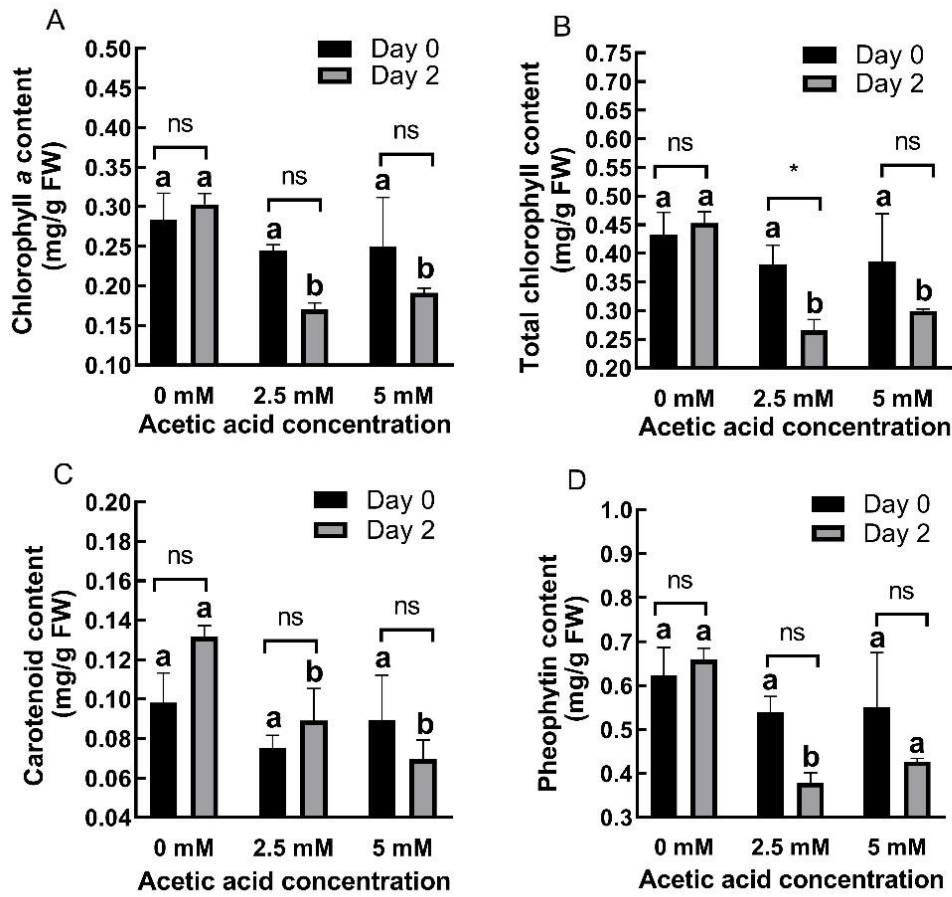 A
Chlorophyll a content
(mg/g FW)
0.50
0.45
0.40
0.35
0.30
0.25
0.20
0.15
0.10
Day 0
Day 2
ns
ns
ns
a
a
a
b
a
b
0 mM
2.5 mM
5 mM
Acetic acid concentration
B
Total chlorophyll content
(mg/g FW)
0.75
0.70
0.65
0.60
0.55
0.50
0.45
0.40
0.35
0.30
0.25
0.20
Day 0
Day 2
ns
*
ns
a
a
a
b
a
b
0 mM
2.5 mM
5 mM
Acetic acid concentration
C
Carotenoid content
(mg/g FW)
0.20
0.18
0.16
0.14
0.12
0.10
0.08
0.06
0.04
Day 0
Day 2
ns
ns
ns
a
a
a
b
a
b
0 mM
2.5 mM
5 mM
Acetic acid concentration
D
Pheophytin content
(mg/g FW)
1.0
0.9
0.8
0.7
0.6
0.5
0.4
0.3
Day 0
Day 2
ns
ns
ns
a
a
a
b
a
a
0 mM
2.5 mM
5 mM
Acetic acid concentration